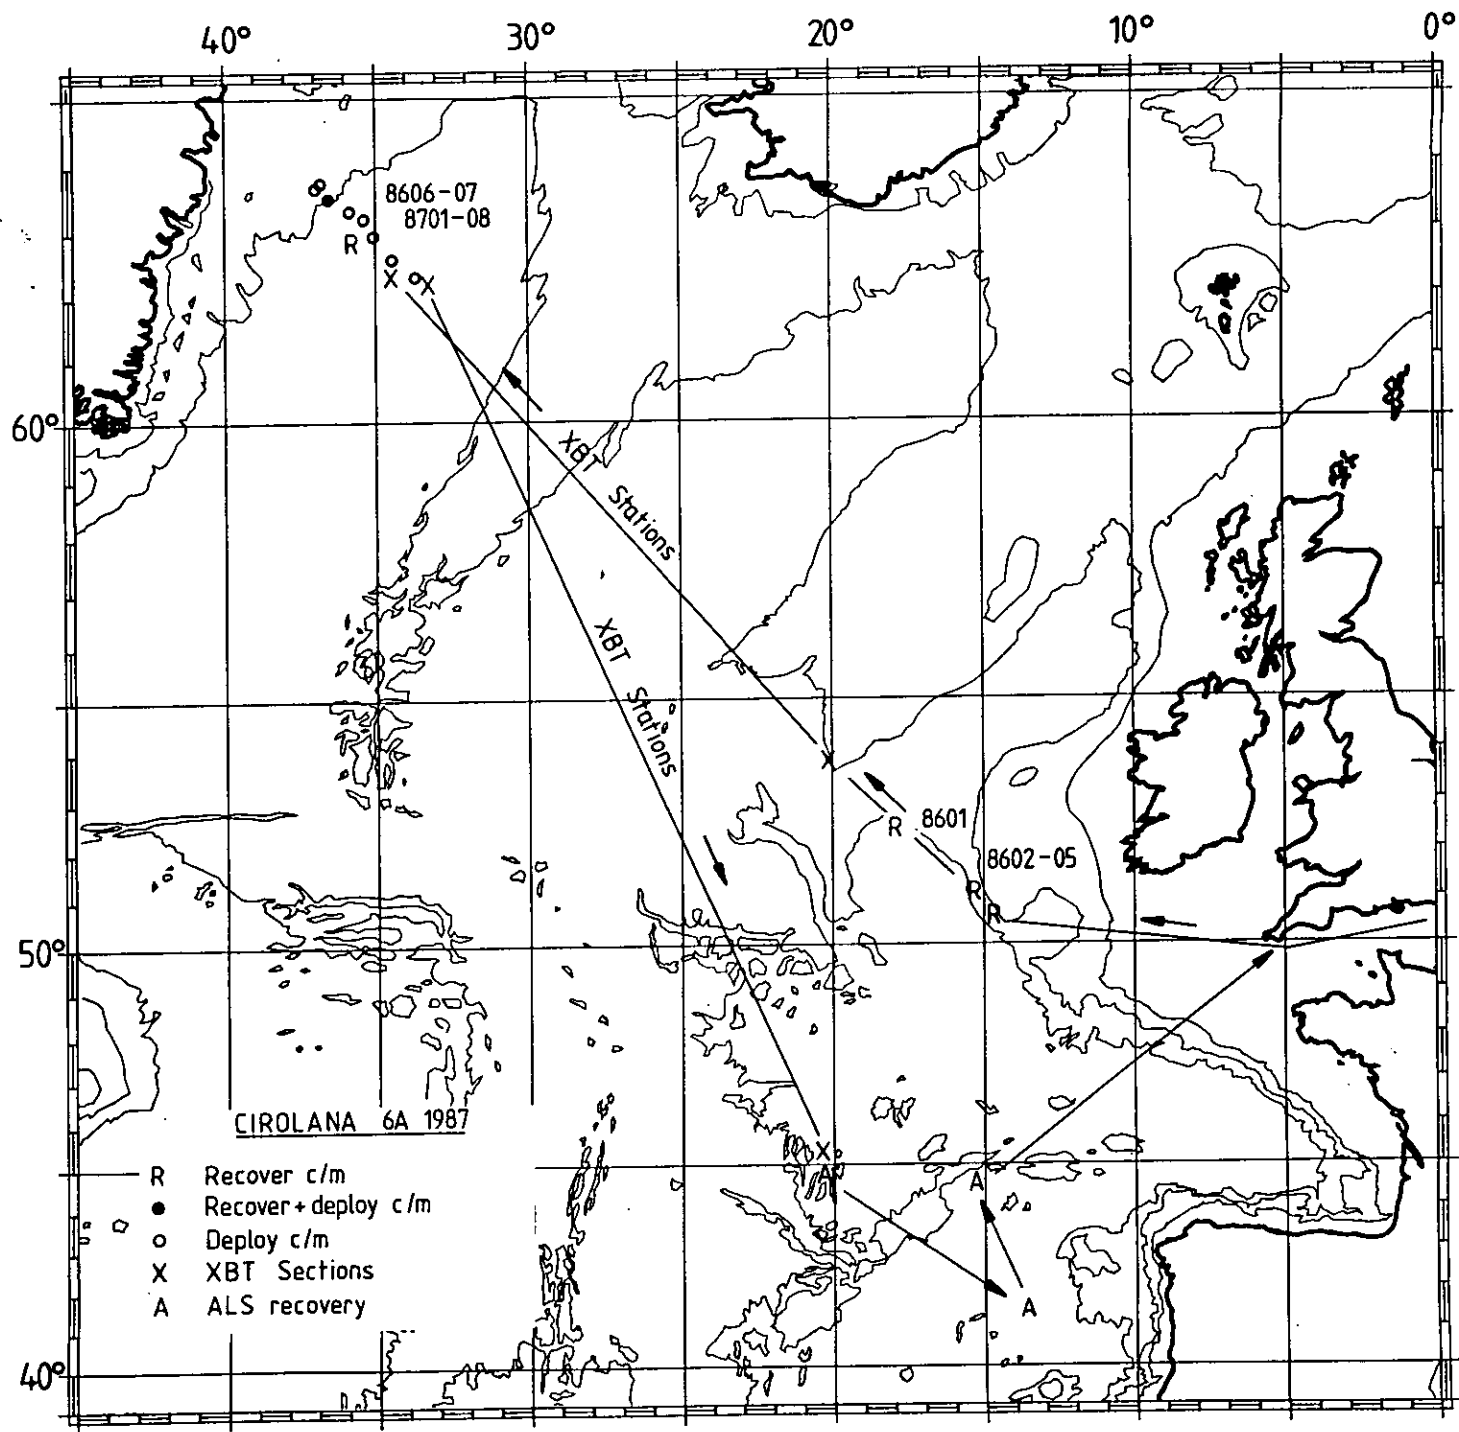 40° 30° 20° 10° 0°
8606-07
8701-08
R
X X
60°
XBT Stations
XBT Stations
X
R 8601
8602-05
R
R
50°
CIROLANA 6A 1987
X
A
A
A
R Recover c/m
● Recover+deploy c/m
○ Deploy c/m
X XBT Sections
A ALS recovery
40°